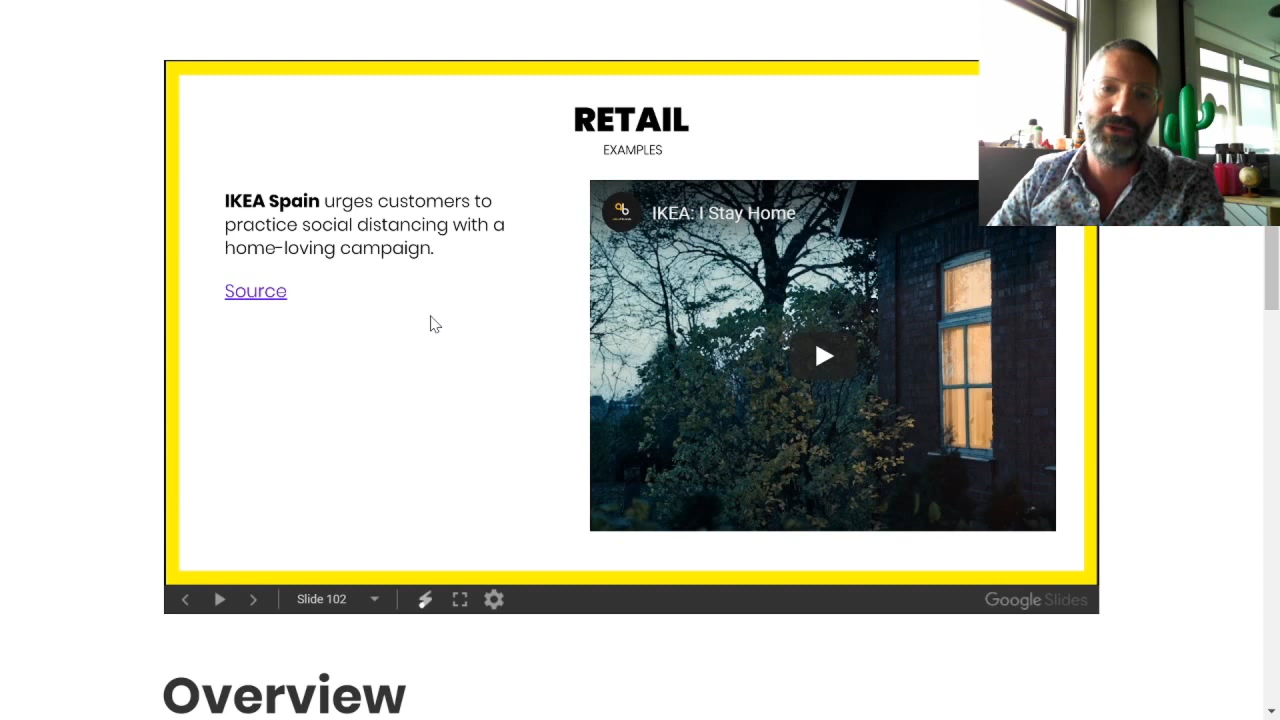 RETAIL
EXAMPLES
IKEA Spain urges customers to
practice social distancing with a
home-loving campaign.
Source
IKEA: I Stay Home
Slide 102
Google Slides
Overview